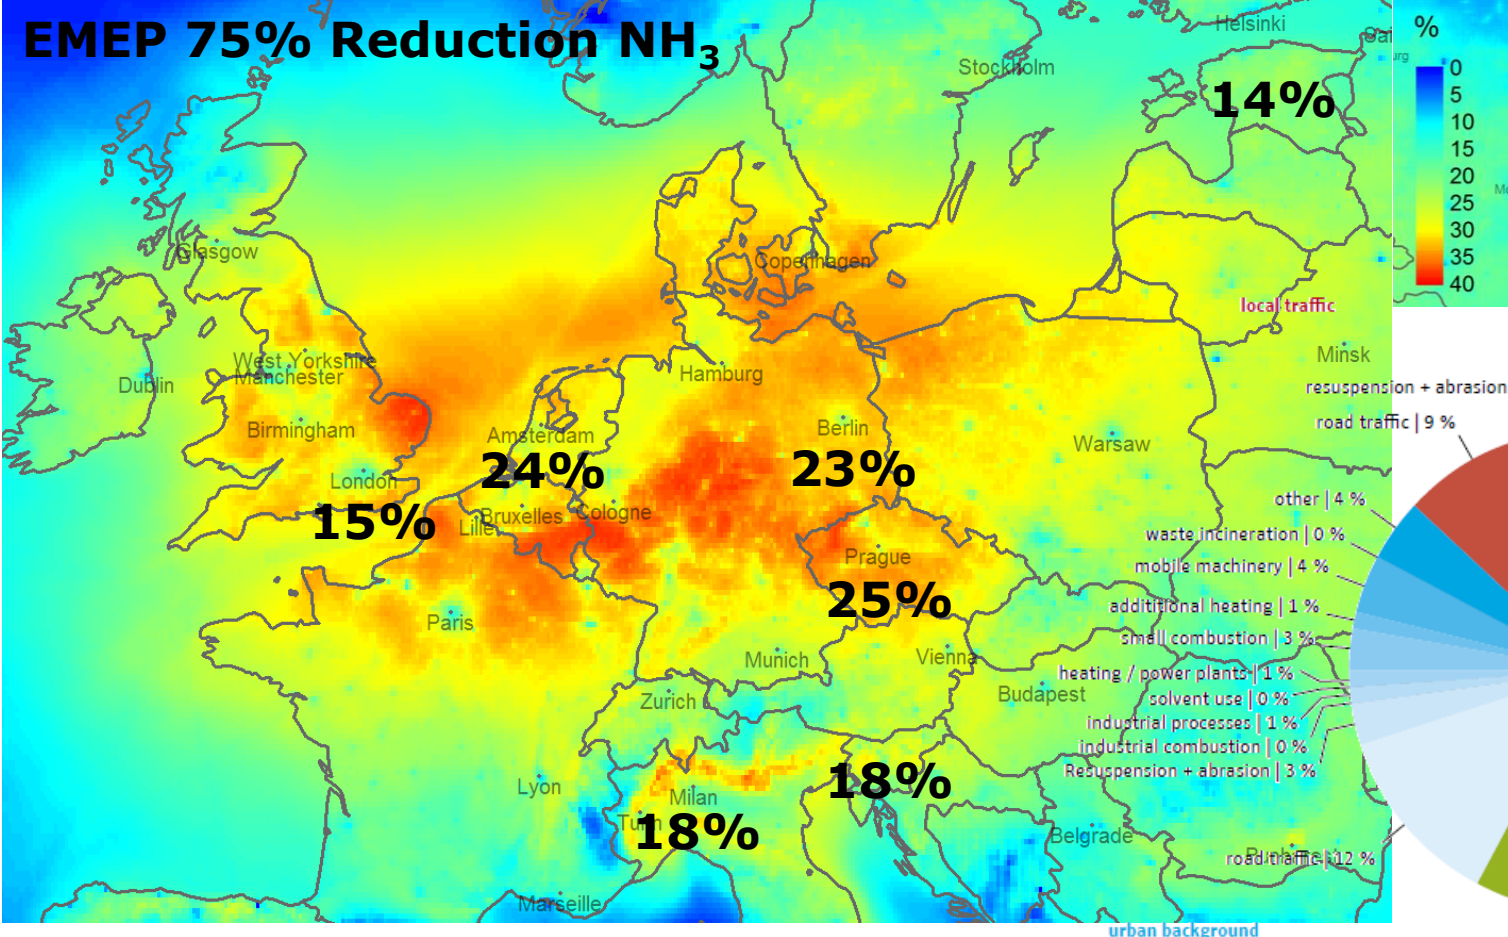 EMEP 75% Reduction NH3
%
0
5
10
15
20
25
30
35
40
Helsinki
Stockholm
14%
Glasgow
Copenhagen
local traffic
West Yorkshire
Manchester
Dublin
Hamburg
Minsk
resuspension + abrasion
road traffic | 9 %
Birmingham
Amsterdam
Berlin
Warsaw
24%
23%
London
other | 4 %
15%
Lille
Bruxelles
Cologne
waste incineration | 0 %
Prague
mobile machinery | 4 %
25%
addititional heating | 1 %
Paris
small combustion | 3 %
Munich
Vienna
heating / power plants | 1 %
Zurich
Budapest
solvent use | 0 %
industrial processes | 1 %
industrial combustion | 0 %
Resuspension + abrasion | 3 %
Lyon
Milan
18%
18%
Belgrade
road traffic | 12 %
Marseille
urban background